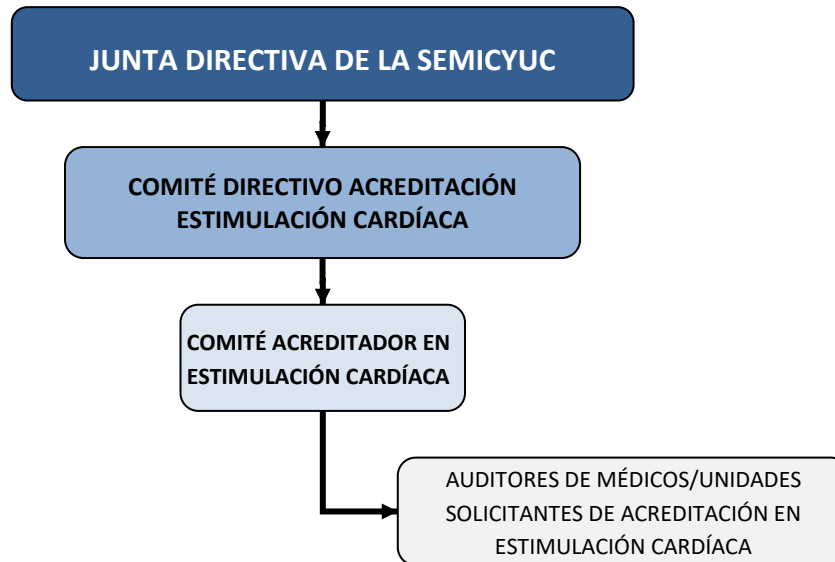 JUNTA DIRECTIVA DE LA SEMICYUC
COMITÉ DIRECTIVO ACREDITACIÓN
ESTIMULACIÓN CARDÍACA
COMITÉ ACREDITADOR EN
ESTIMULACIÓN CARDÍACA
AUDITORES DE MÉDICOS/UNIDADES
SOLICITANTES DE ACREDITACIÓN EN
ESTIMULACIÓN CARDÍACA